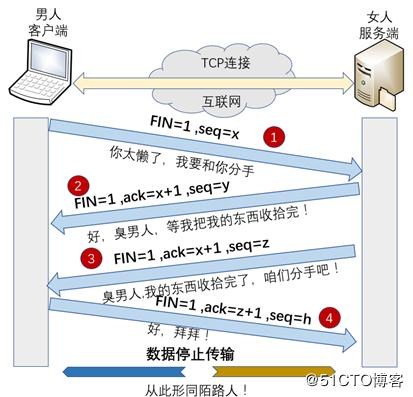 男人
客户端
女人
服务端
TCP连接
互联网
FIN=1 ,seq=x
1
你太懒了，我要和你分手
2
FIN=1 ,ack=x+1 ,seq=y
好，臭男人，等我把我的东西收拾完！
3
FIN=1 ,ack=x+1 ,seq=z
臭男人,我的东西收拾完了，咱们分手吧！
FIN=1 ,ack=z+1 ,seq=h
4
好，拜拜！
数据停止传输
从此形同陌路人！
@51CTO博客